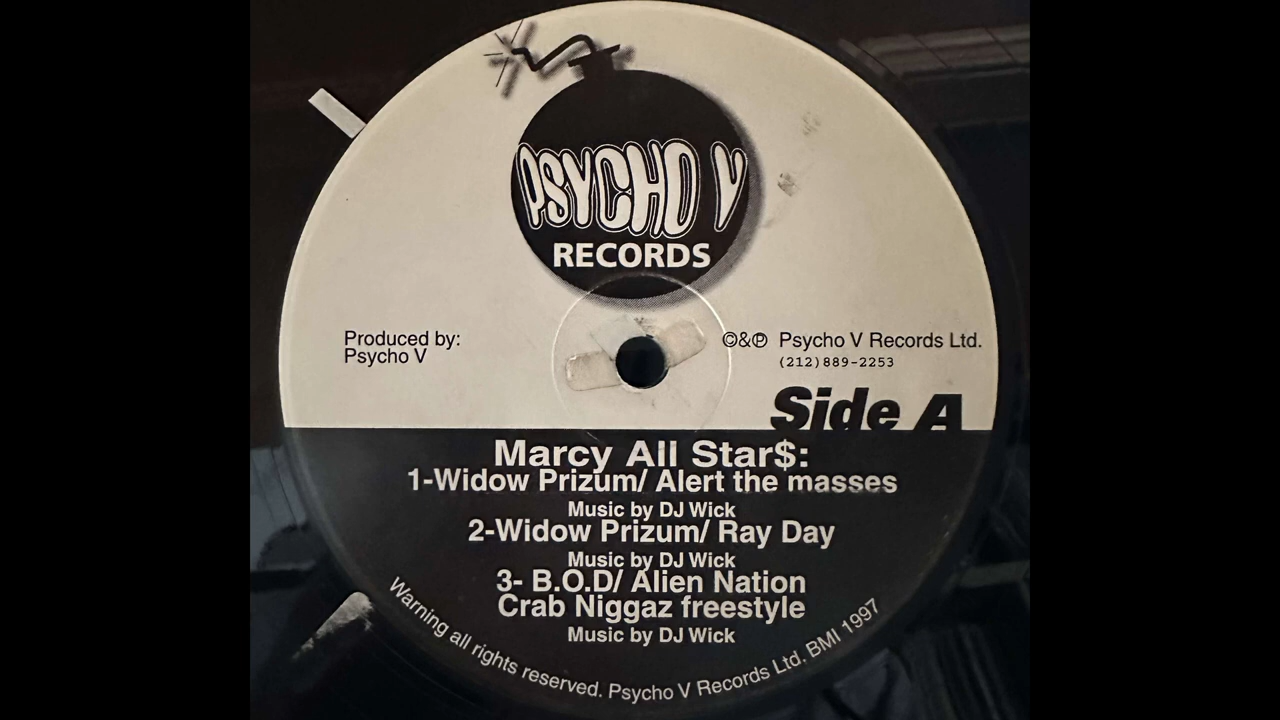 PSYCHO V
RECORDS
Produced by:
Psycho V
©&℗ Psycho V Records Ltd.
(212)889-2253
Side A
Marcy All Star$:
1-Widow Prizum/ Alert the masses
Music by DJ Wick
2-Widow Prizum/ Ray Day
Music by DJ Wick
3- B.O.D/ Alien Nation
Crab Niggaz freestyle
Music by DJ Wick
Warning all rights reserved. Psycho V Records Ltd. BMI 1997